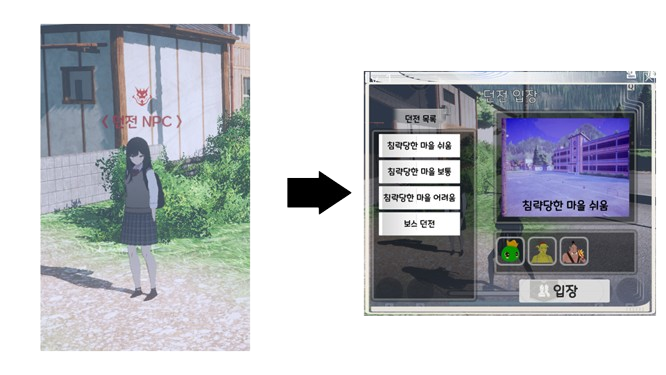 < 던전 NPC >
던전 입장
던전 목록
침략당한 마을 쉬움
침략당한 마을 보통
침략당한 마을 어려움
보스 던전
침략당한 마을 쉬움
입장